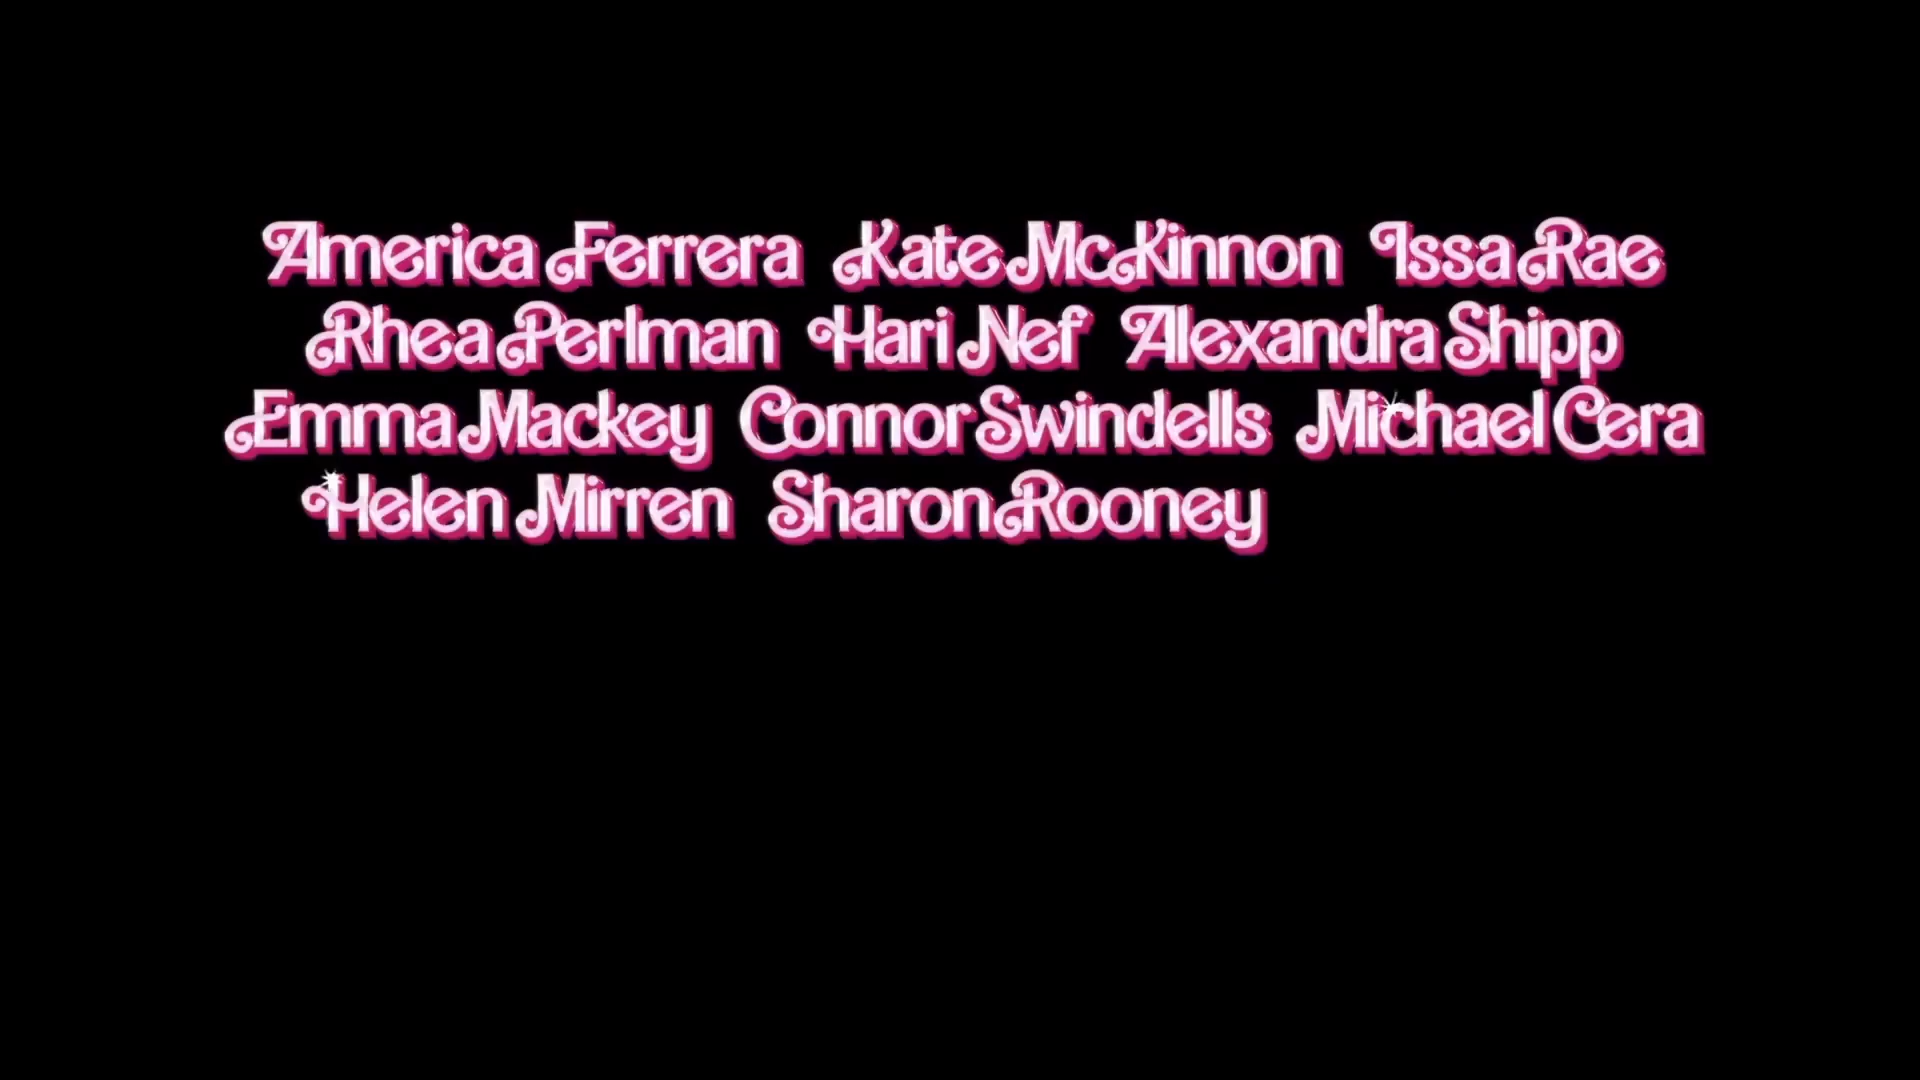 America Ferrera Kate McKinnon Issa Rae
Rhea Perlman Hari Nef Alexandra Shipp
Emma Mackey Connor Swindells Michael Cera
Helen Mirren Sharon Rooney